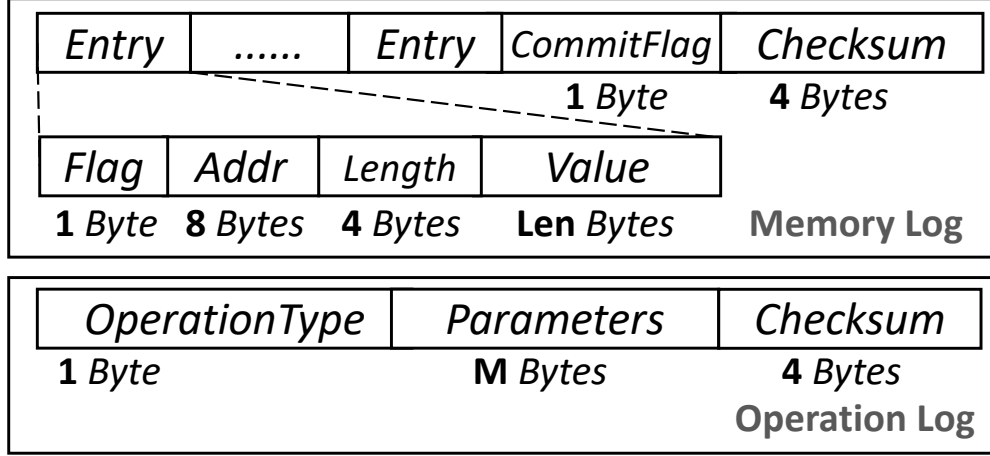 Entry ...... Entry CommitFlag Checksum
1 Byte 4 Bytes
Flag Addr Length Value
1 Byte 8 Bytes 4 Bytes Len Bytes Memory Log
OperationType Parameters Checksum
1 Byte M Bytes 4 Bytes
Operation Log